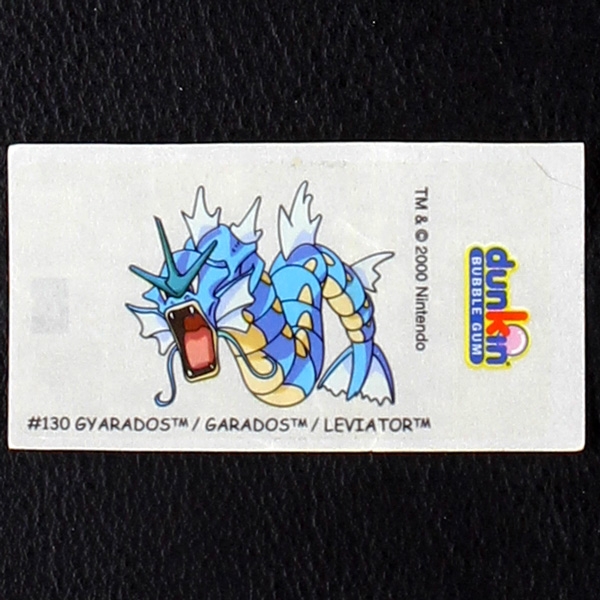 TM & © 2000 Nintendo
dunkin
BUBBLE GUM
#130 GYARADOS™ / GARADOS™ / LEVIATOR™